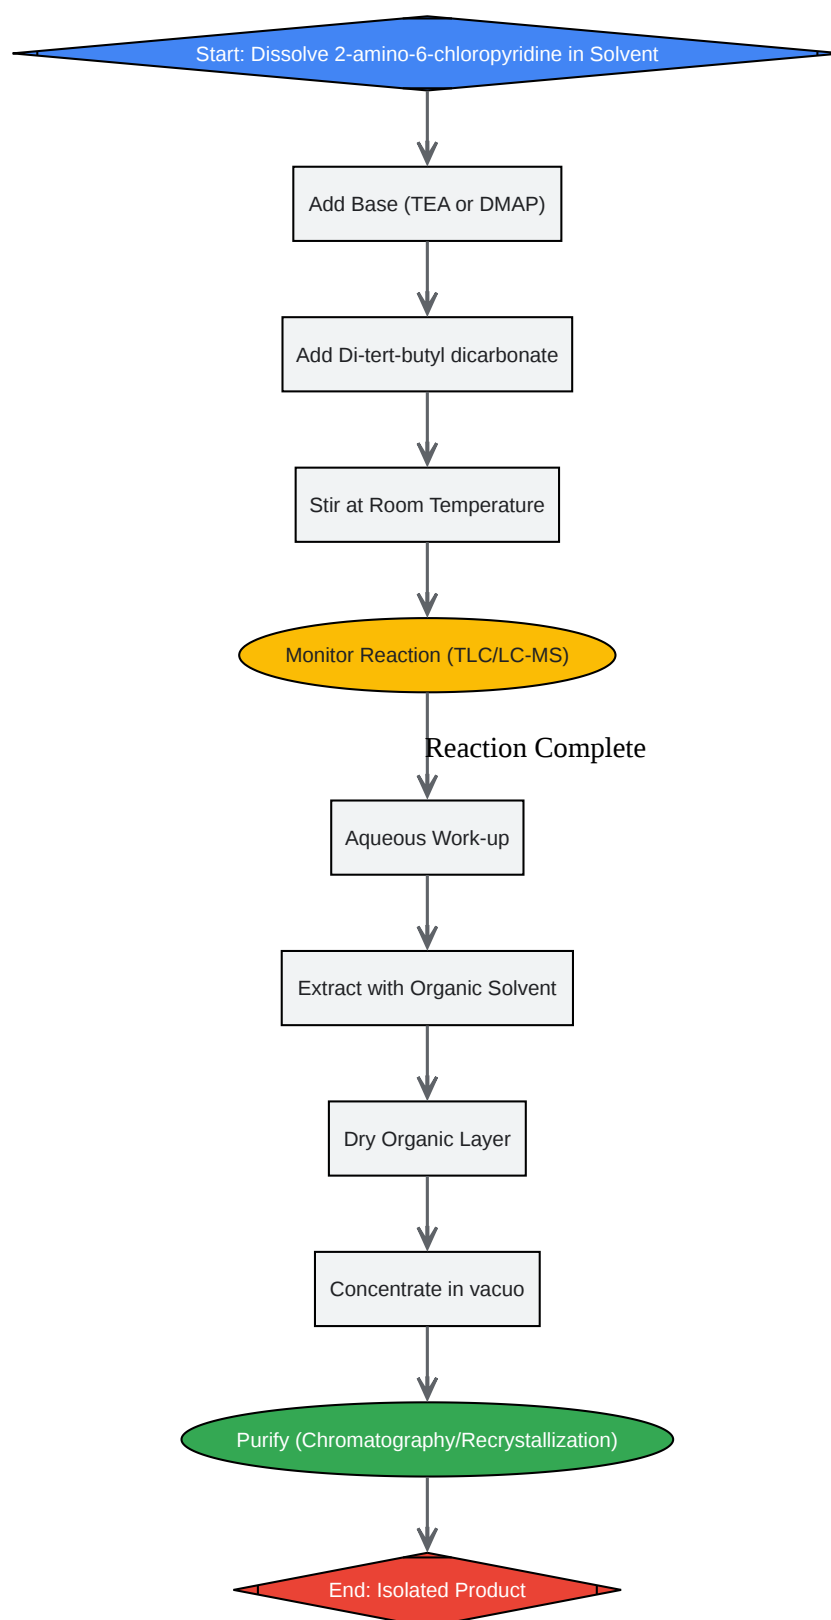 Start: Dissolve 2-amino-6-chloropyridine in Solvent
Add Base (TEA or DMAP)
Add Di-tert-butyl dicarbonate
Stir at Room Temperature
Monitor Reaction (TLC/LC-MS)
Reaction Complete
Aqueous Work-up
Extract with Organic Solvent
Dry Organic Layer
Concentrate in vacuo
Purify (Chromatography/Recrystallization)
End: Isolated Product